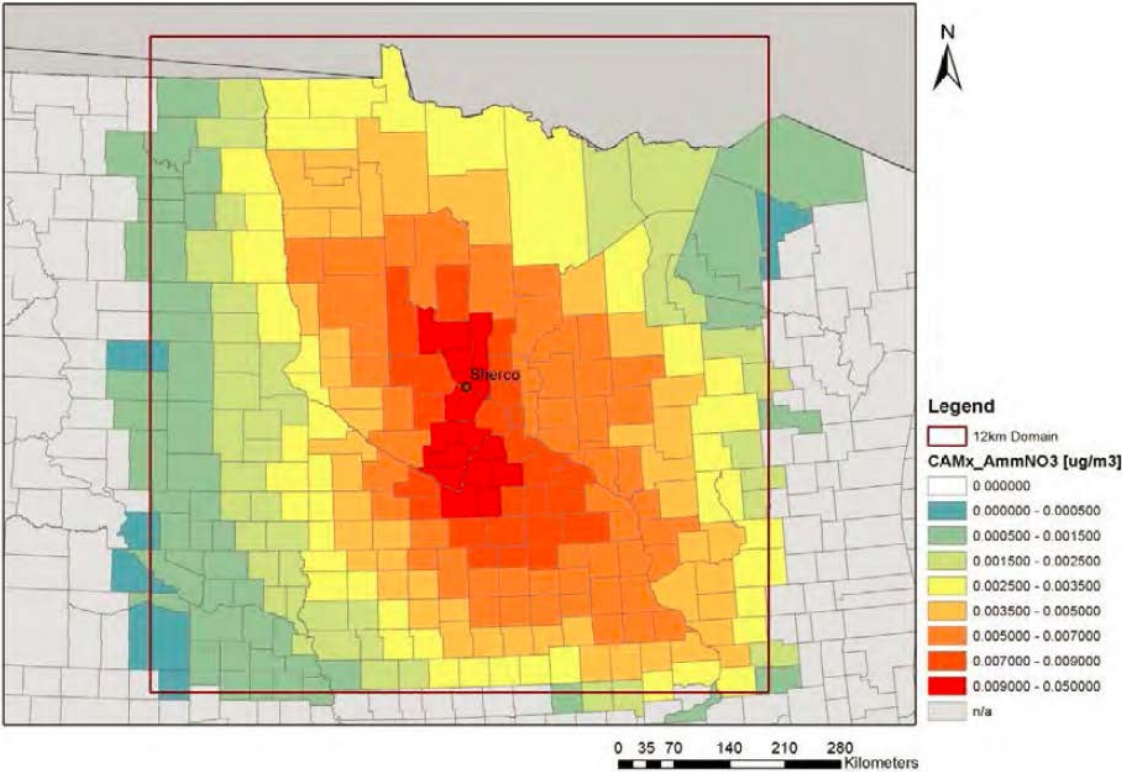 N
Sherco
Legend
12km Domain
CAMx_AmmNO3 [ug/m3]
0.000000
0.000000 - 0.000500
0.000500 - 0.001500
0.001500 - 0.002500
0.002500 - 0.003500
0.003500 - 0.005000
0.005000 - 0.007000
0.007000 - 0.009000
0.009000 - 0.050000
n/a
0 35 70 140 210 280
Kilometers